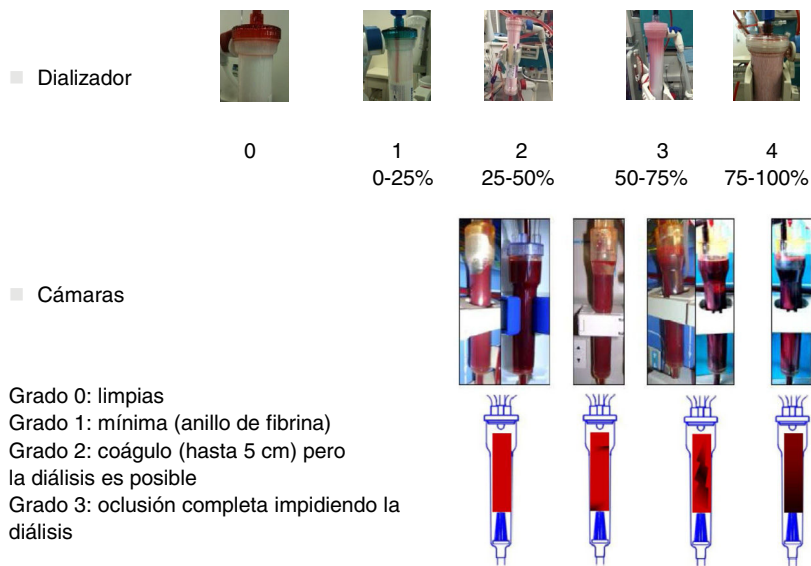 Dializador
0 1 2 3 4
0-25% 25-50% 50-75% 75-100%
Cámaras
Grado 0: limpias
Grado 1: mínima (anillo de fibrina)
Grado 2: coágulo (hasta 5 cm) pero
la diálisis es posible
Grado 3: oclusión completa impidiendo la
diálisis